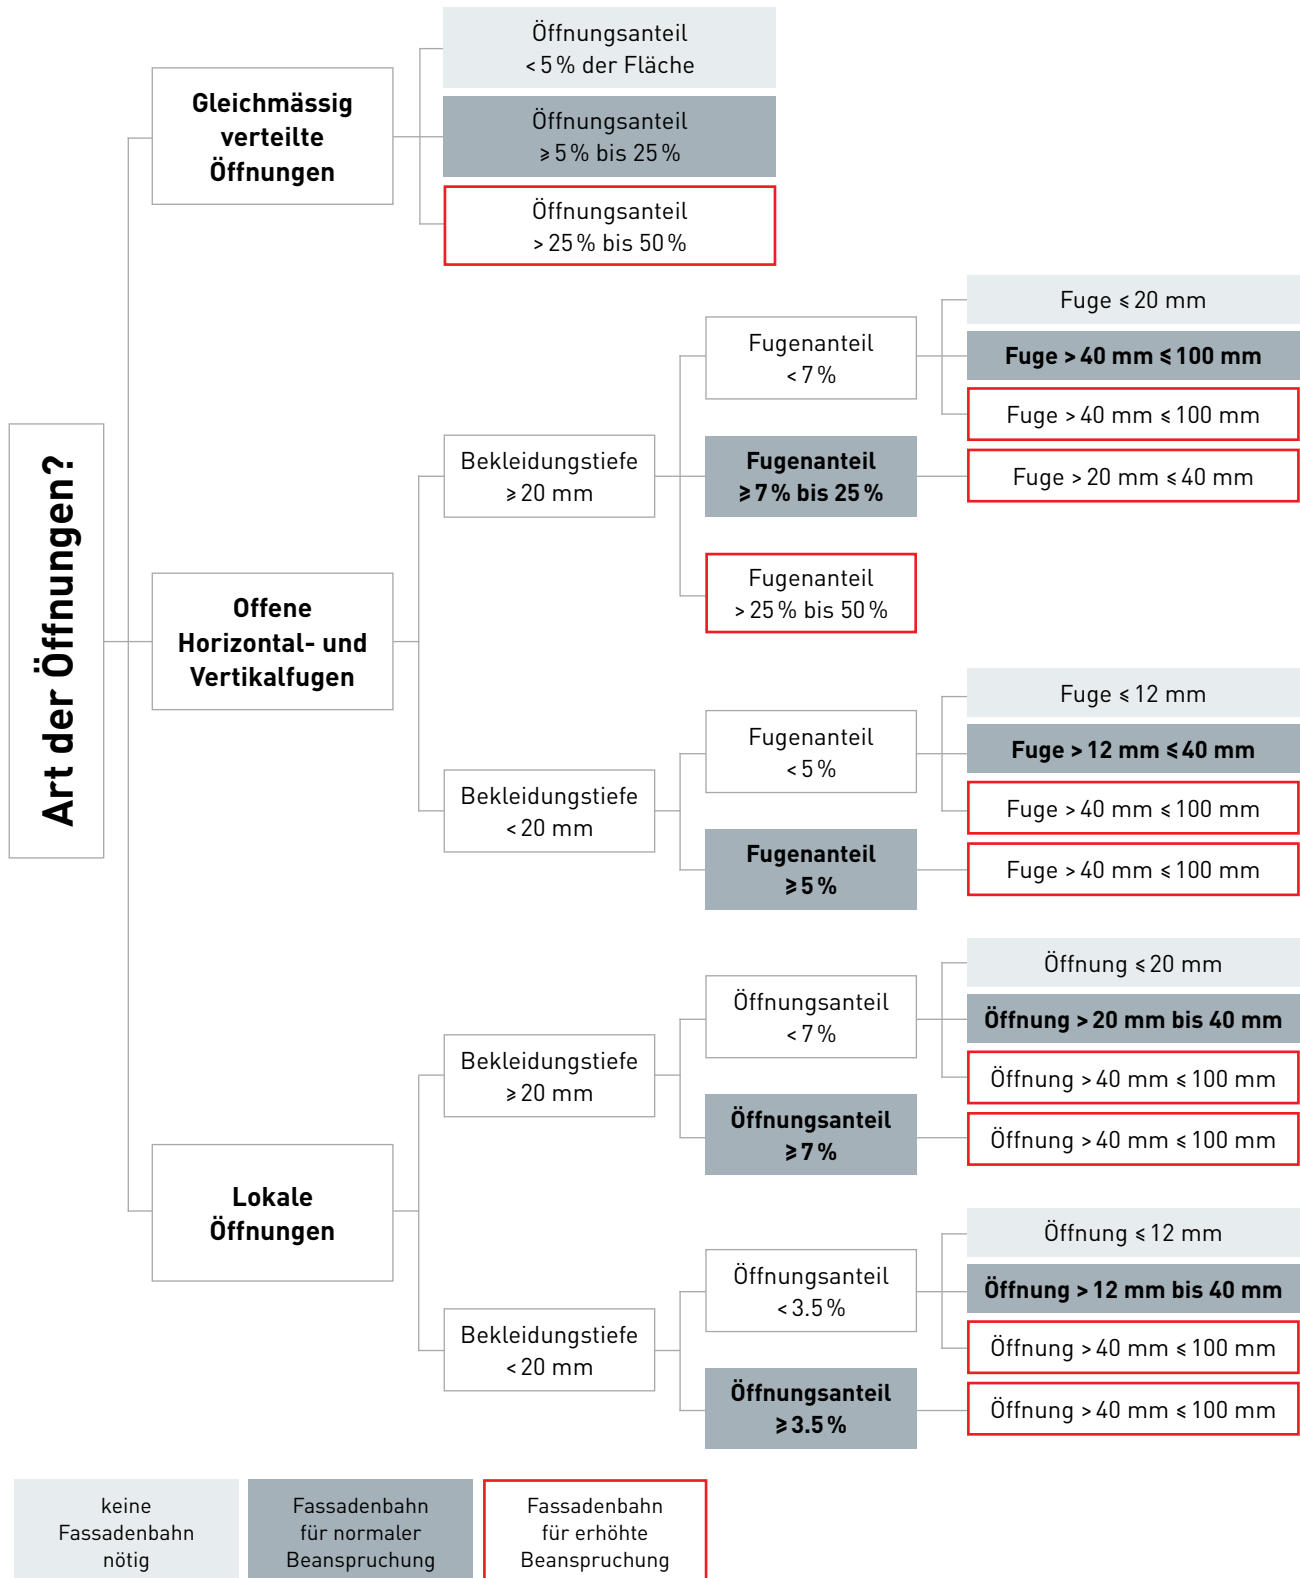 Art der Öffnungen?
Gleichmässig
verteilte
Öffnungen
Öffnungsanteil
< 5 % der Fläche
Öffnungsanteil
⩾ 5 % bis 25 %
Öffnungsanteil
> 25 % bis 50 %
Offene
Horizontal- und
Vertikalfugen
Bekleidungstiefe
⩾ 20 mm
Fugenanteil
< 7 %
Fuge ⩽ 20 mm
Fuge > 40 mm ⩽ 100 mm
Fuge > 40 mm ⩽ 100 mm
Fugenanteil
⩾ 7 % bis 25 %
Fuge > 20 mm ⩽ 40 mm
Fugenanteil
> 25 % bis 50 %
Bekleidungstiefe
< 20 mm
Fugenanteil
< 5 %
Fuge ⩽ 12 mm
Fuge > 12 mm ⩽ 40 mm
Fuge > 40 mm ⩽ 100 mm
Fugenanteil
⩾ 5 %
Fuge > 40 mm ⩽ 100 mm
Lokale
Öffnungen
Bekleidungstiefe
⩾ 20 mm
Öffnungsanteil
< 7 %
Öffnung ⩽ 20 mm
Öffnung > 20 mm bis 40 mm
Öffnung > 40 mm ⩽ 100 mm
Öffnungsanteil
⩾ 7 %
Öffnung > 40 mm ⩽ 100 mm
Bekleidungstiefe
< 20 mm
Öffnungsanteil
< 3.5 %
Öffnung ⩽ 12 mm
Öffnung > 12 mm bis 40 mm
Öffnung > 40 mm ⩽ 100 mm
Öffnungsanteil
⩾ 3.5 %
Öffnung > 40 mm ⩽ 100 mm
keine
Fassadenbahn
nötig
Fassadenbahn
für normaler
Beanspruchung
Fassadenbahn
für erhöhte
Beanspruchung